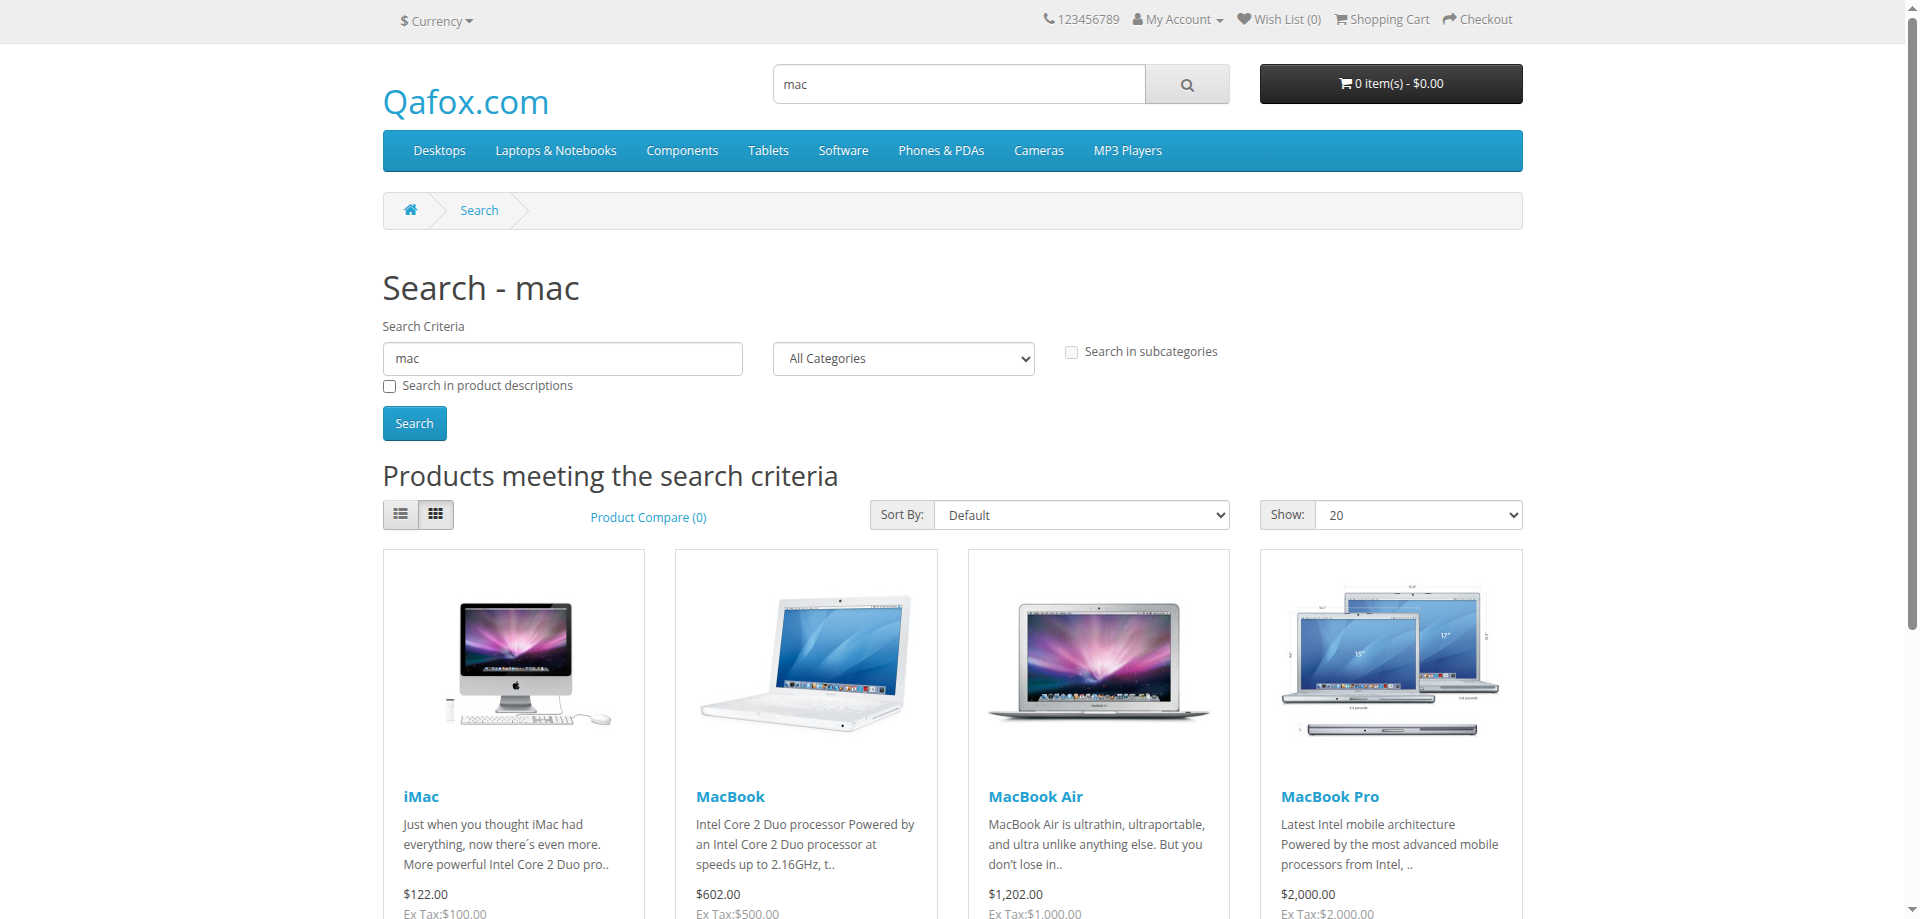 $ Currency
123456789 My Account Wish List (0) Shopping Cart Checkout
Qafox.com
mac
0 item(s) - $0.00
Desktops Laptops & Notebooks Components Tablets Software Phones & PDAs Cameras MP3 Players
Search
Search - mac
Search Criteria
mac
All Categories
Search in subcategories
Search in product descriptions
Search
Products meeting the search criteria
Product Compare (0)
Sort By: Default
Show: 20
15"
17"
iMac
Just when you thought iMac had
everything, now there´s even more.
More powerful Intel Core 2 Duo pro..
$122.00
Ex Tax:$100.00
MacBook
Intel Core 2 Duo processor Powered by
an Intel Core 2 Duo processor at
speeds up to 2.16GHz, t..
$602.00
Ex Tax:$500.00
MacBook Air
MacBook Air is ultrathin, ultraportable,
and ultra unlike anything else. But you
don’t lose in..
$1,202.00
Ex Tax:$1,000.00
MacBook Pro
Latest Intel mobile architecture
Powered by the most advanced mobile
processors from Intel, ..
$2,000.00
Ex Tax:$2,000.00